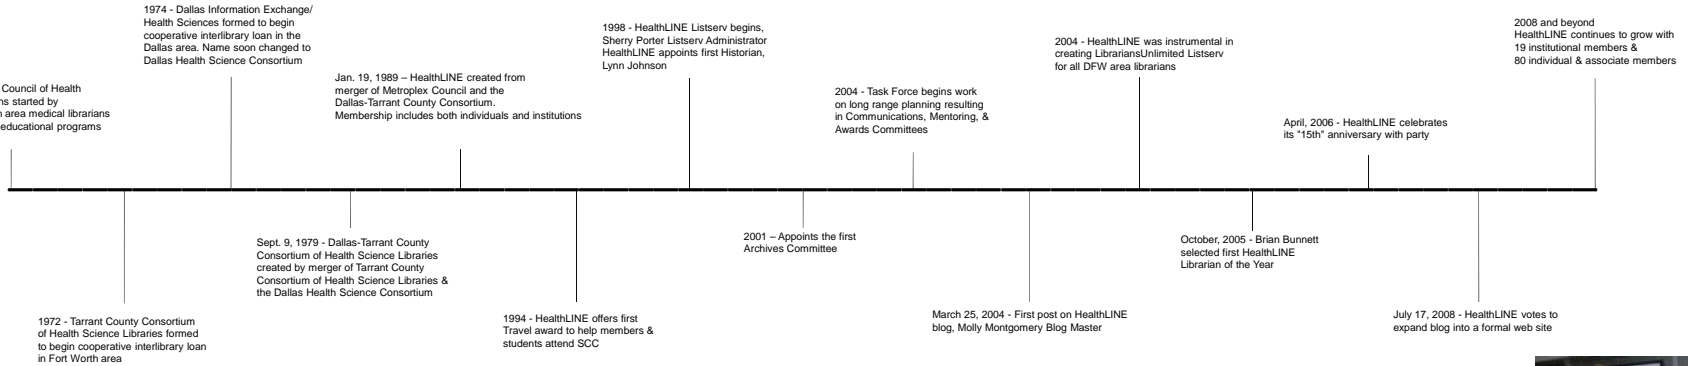 Council of Health
s started by
area medical librarians
educational programs
1972 - Tarrant County Consortium
of Health Science Libraries formed
to begin cooperative interlibrary loan
in Fort Worth area
1974 - Dallas Information Exchange/
Health Sciences formed to begin
cooperative interlibrary loan in the
Dallas area. Name soon changed to
Dallas Health Science Consortium
Sept. 9, 1979 - Dallas-Tarrant County
Consortium of Health Science Libraries
created by merger of Tarrant County
Consortium of Health Science Libraries &
the Dallas Health Science Consortium
Jan. 19, 1989 – HealthLINE created from
merger of Metroplex Council and the
Dallas-Tarrant County Consortium.
Membership includes both individuals and institutions
1994 - HealthLINE offers first
Travel award to help members &
students attend SCC
1998 - HealthLINE Listserv begins,
Sherry Porter Listserv Administrator
HealthLINE appoints first Historian,
Lynn Johnson
2001 – Appoints the first
Archives Committee
2004 - Task Force begins work
on long range planning resulting
in Communications, Mentoring, &
Awards Committees
March 25, 2004 - First post on HealthLINE
blog, Molly Montgomery Blog Master
2004 - HealthLINE was instrumental in
creating LibrariansUnlimited Listserv
for all DFW area librarians
October, 2005 - Brian Bunnett
selected first HealthLINE
Librarian of the Year
April, 2006 - HealthLINE celebrates
its "15th" anniversary with party
July 17, 2008 - HealthLINE votes to
expand blog into a formal web site
2008 and beyond
HealthLINE continues to grow with
19 institutional members &
80 individual & associate members